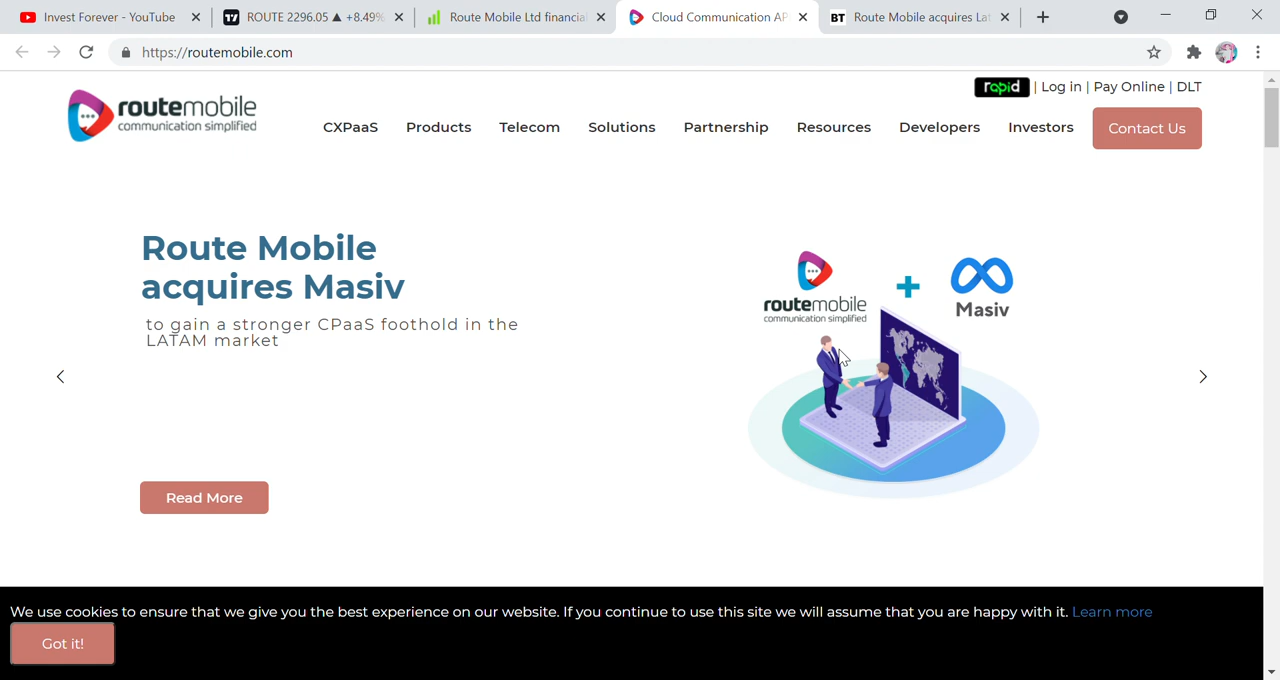 Invest Forever - YouTube
ROUTE 2296.05 ▲ +8.49%
Route Mobile Ltd financia
Cloud Communication AP
BT Route Mobile acquires Lat
https://routemobile.com
rapid | Log in | Pay Online | DLT
routemobile
communication simplified
CXPaaS Products Telecom Solutions Partnership Resources Developers Investors Contact Us
Route Mobile
acquires Masiv
to gain a stronger CPaaS foothold in the
LATAM market
routemobile
communication simplified
+
Masiv
Read More
We use cookies to ensure that we give you the best experience on our website. If you continue to use this site we will assume that you are happy with it. Learn more
Got it!